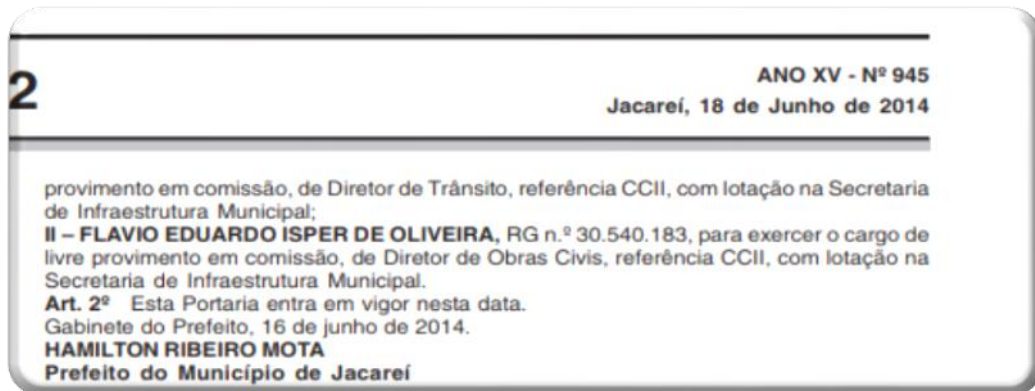 2
ANO XV - Nº 945
Jacareí, 18 de Junho de 2014
provimento em comissão, de Diretor de Trânsito, referência CCII, com lotação na Secretaria
de Infraestrutura Municipal;
II – FLAVIO EDUARDO ISPER DE OLIVEIRA, RG n.º 30.540.183, para exercer o cargo de
livre provimento em comissão, de Diretor de Obras Civis, referência CCII, com lotação na
Secretaria de Infraestrutura Municipal.
Art. 2º Esta Portaria entra em vigor nesta data.
Gabinete do Prefeito, 16 de junho de 2014.
HAMILTON RIBEIRO MOTA
Prefeito do Município de Jacareí